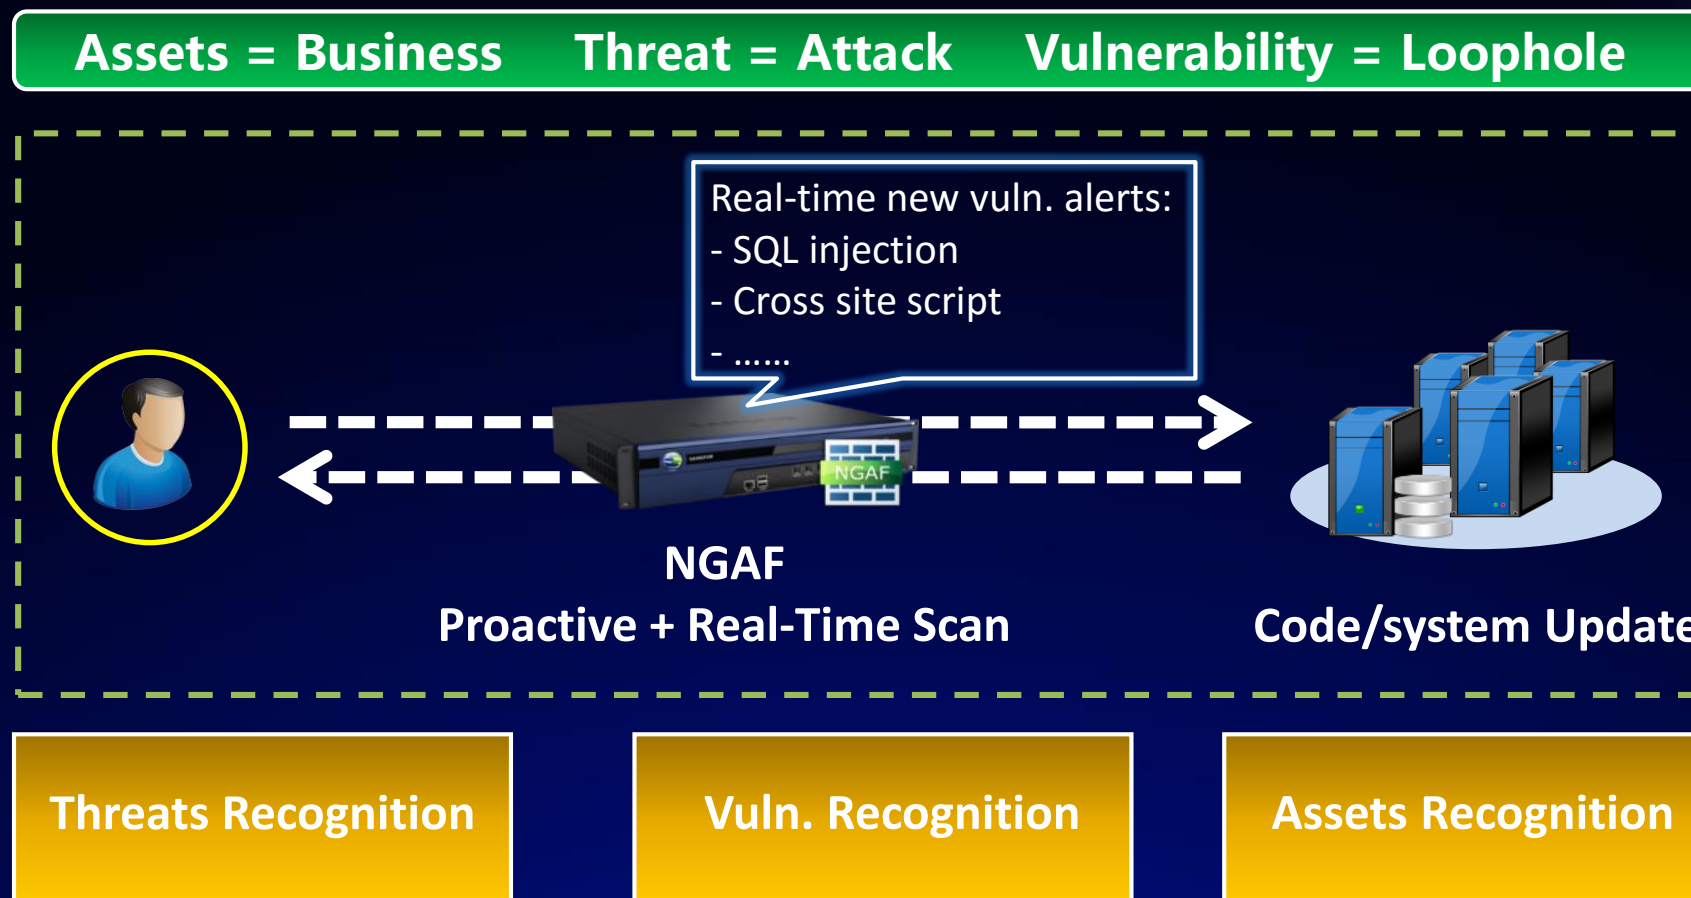 Assets = Business Threat = Attack Vulnerability = Loophole
Real-time new vuln. alerts:
- SQL injection
- Cross site script
- ......
SANGFOR
NGAF
NGAF
Proactive + Real-Time Scan
Code/system Update
Threats Recognition
Vuln. Recognition
Assets Recognition